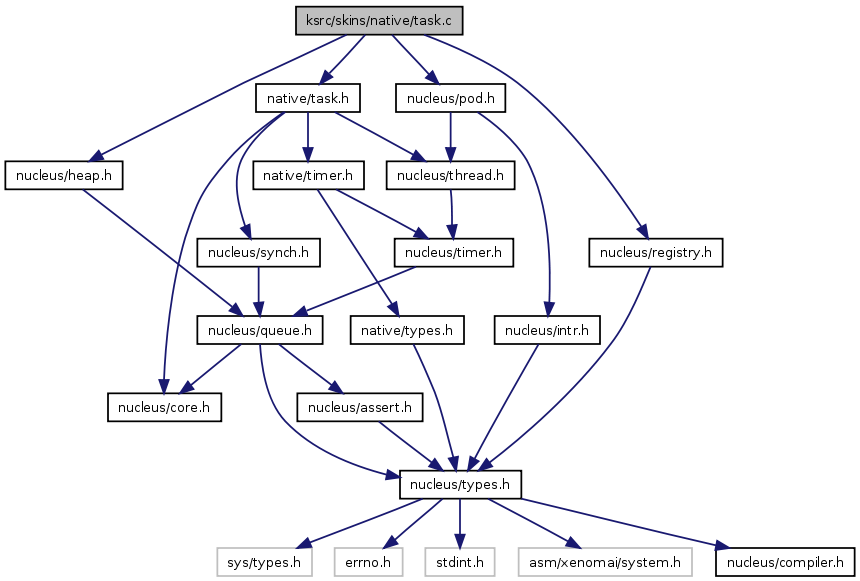 ksrc/skins/native/task.c
native/task.h
nucleus/pod.h
nucleus/heap.h
native/timer.h
nucleus/thread.h
nucleus/synch.h
nucleus/timer.h
nucleus/registry.h
nucleus/queue.h
native/types.h
nucleus/intr.h
nucleus/core.h
nucleus/assert.h
nucleus/types.h
sys/types.h
errno.h
stdint.h
asm/xenomai/system.h
nucleus/compiler.h